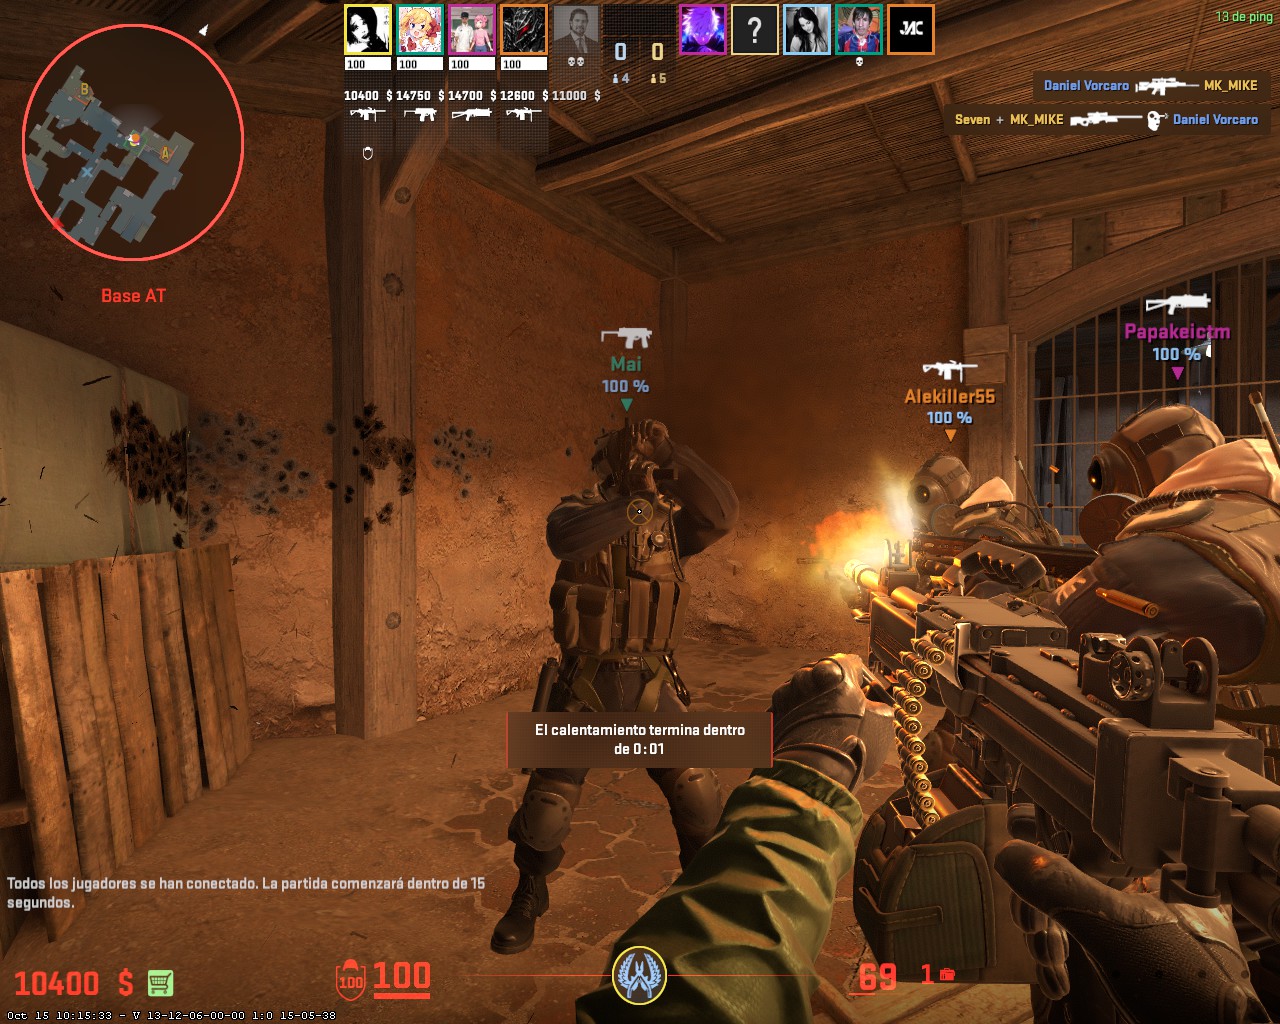 13 de ping
100 100 100 100
0 0
4 5
10400 $ 14750 $ 14700 $ 12600 $ 11000 $
?
JAC
Daniel Vorcaro MK_MIKE
Seven + MK_MIKE Daniel Vorcaro
B
A
Base AT
Mai
100 %
Alekiller55
100 %
Papakeictm
100 %
El calentamiento termina dentro
de 0:01
Todos los jugadores se han conectado. La partida comenzará dentro de 15
segundos.
10400 $
100 100
69 1
Oct 15 10:15:33 - V 13-12-06-00-00 1:0 15-05-38